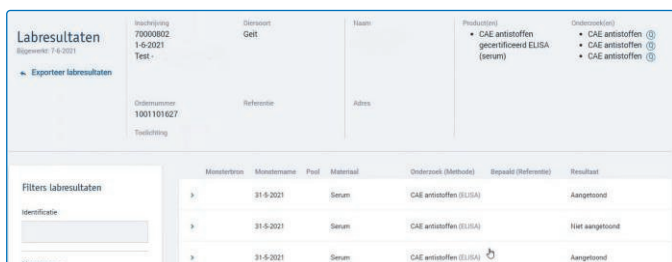 Labresultaten
Bijgewerkt: 7-6-2021
Exporteer labresultaten
Inschrijving
70000802
1-6-2021
Test -
Diersoort
Geit
Naam
Product(en)
• CAE antistoffen
gecertificeerd ELISA
(serum)
Onderzoek(en)
• CAE antistoffen
• CAE antistoffen
• CAE antistoffen
Ordernummer
1001101627
Referentie
Adres
Toelichting
Filters labresultaten
Identificatie
Monsterbron Monstername Pool Materiaal Onderzoek (Methode) Bepaald (Referentie) Resultaat
31-5-2021 Serum CAE antistoffen (ELISA) Aangetoond
31-5-2021 Serum CAE antistoffen (ELISA) Niet aangetoond
31-5-2021 Serum CAE antistoffen (ELISA) Aangetoond